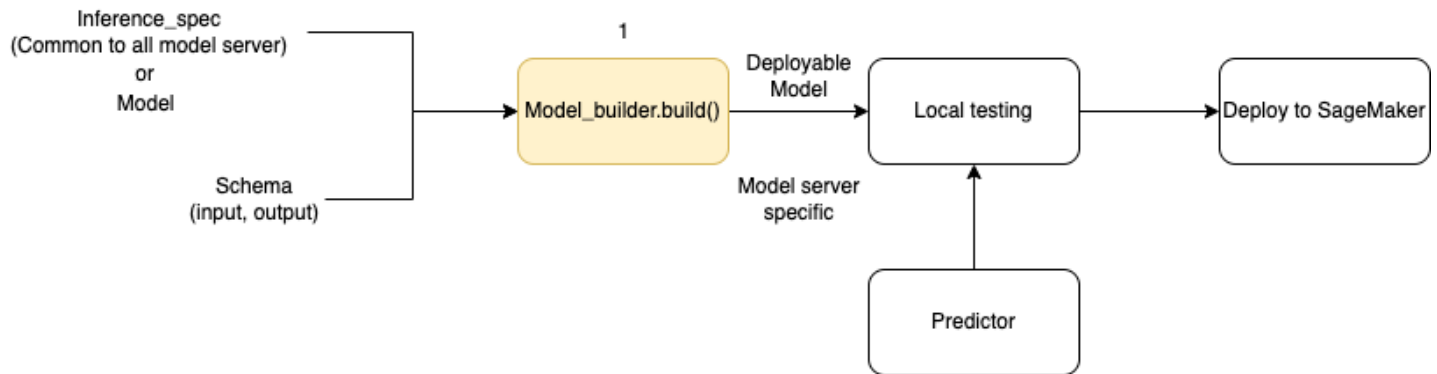 Inference_spec
(Common to all model server)
or
Model
Schema
(input, output)
1
Model_builder.build()
Deployable
Model
Model server
specific
Local testing
Predictor
Deploy to SageMaker